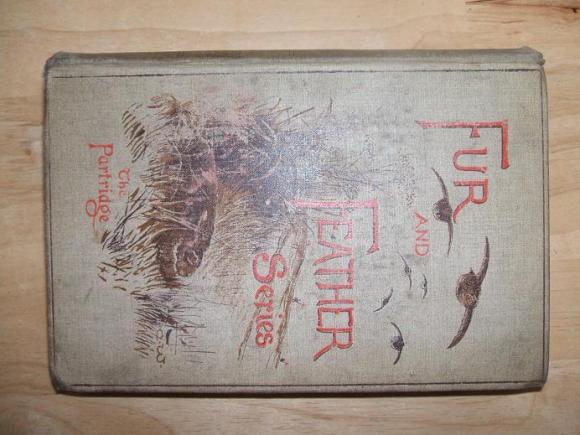 FUR
AND
FEATHER
Series
The
Partridge